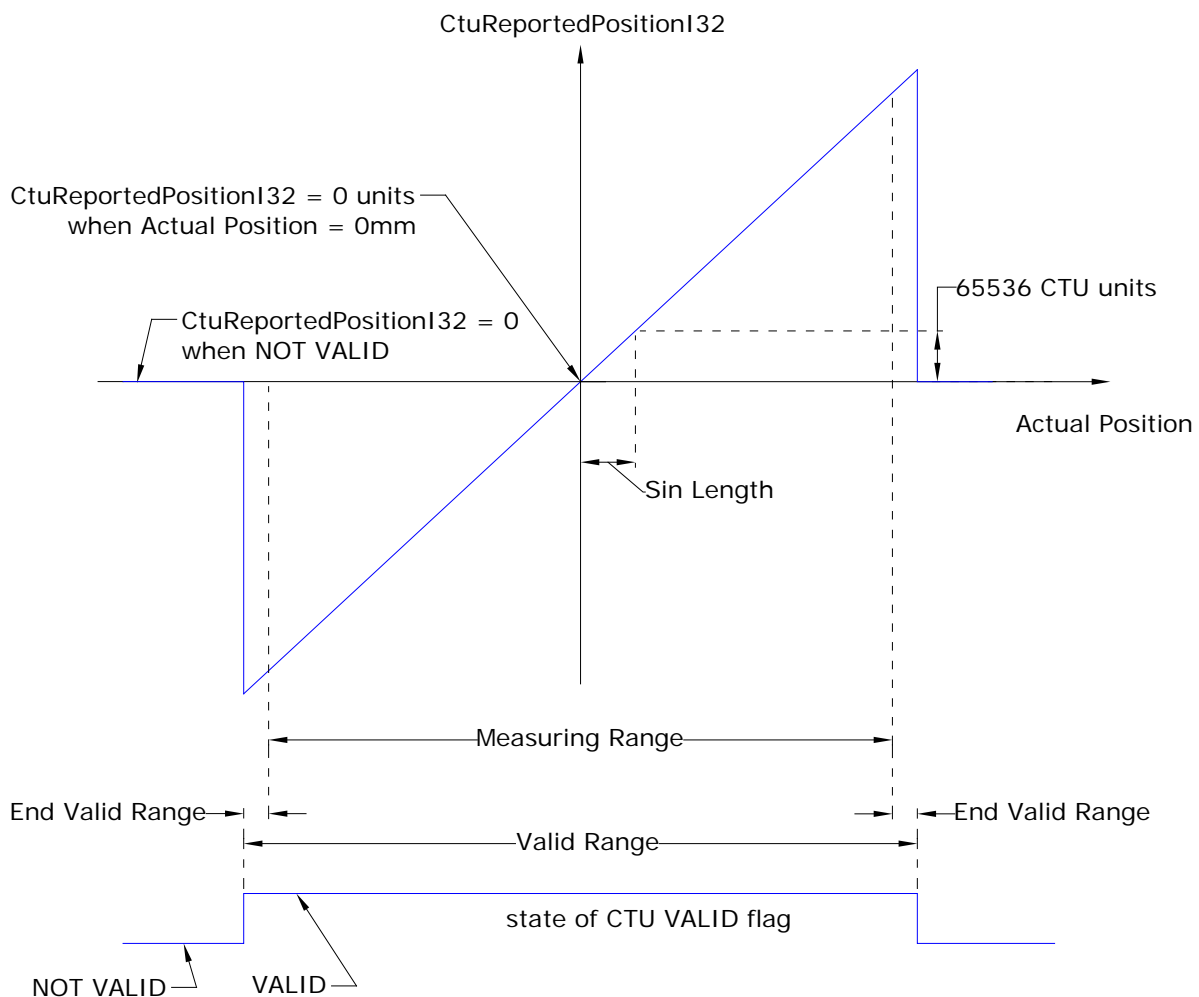 CtuReportedPositionI32
CtuReportedPositionI32 = 0 units
when Actual Position = 0mm
65536 CTU units
CtuReportedPositionI32 = 0
when NOT VALID
Actual Position
Sin Length
Measuring Range
End Valid Range
End Valid Range
Valid Range
state of CTU VALID flag
NOT VALID
VALID